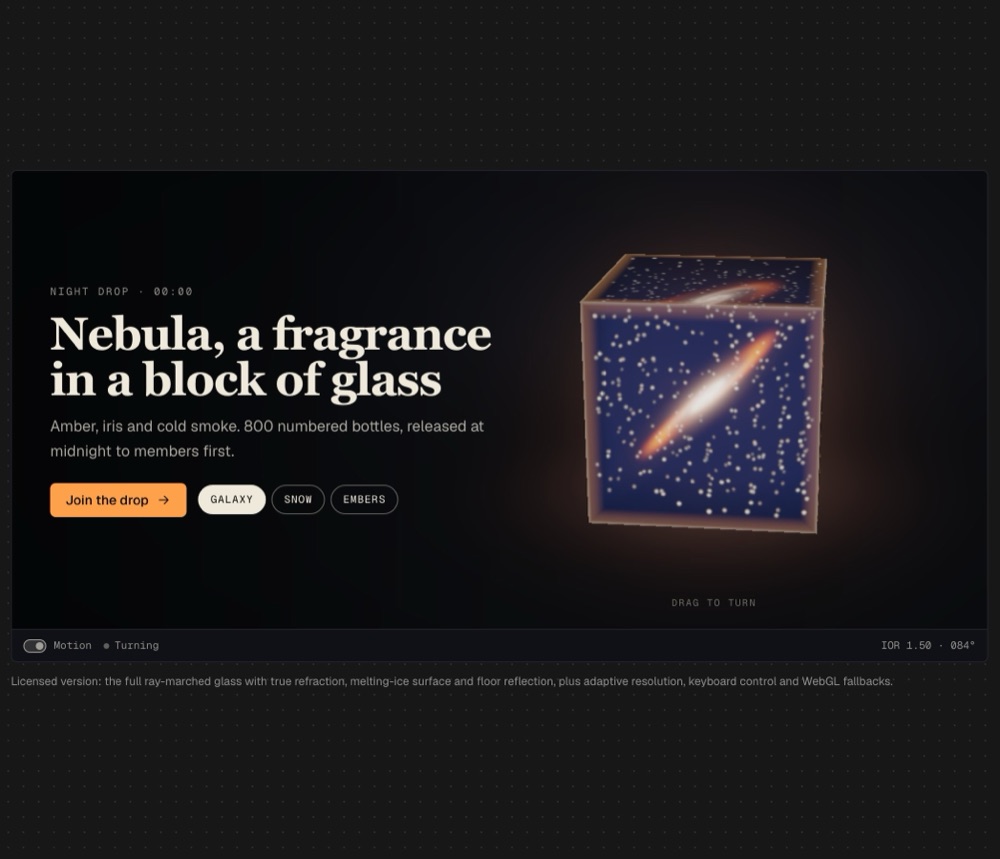 NIGHT DROP · 00:00
Nebula, a fragrance
in a block of glass
Amber, iris and cold smoke. 800 numbered bottles, released at
midnight to members first.
Join the drop → GALAXY SNOW EMBERS
DRAG TO TURN
Motion Turning IOR 1.50 · 084°
Licensed version: the full ray-marched glass with true refraction, melting-ice surface and floor reflection, plus adaptive resolution, keyboard control and WebGL fallbacks.